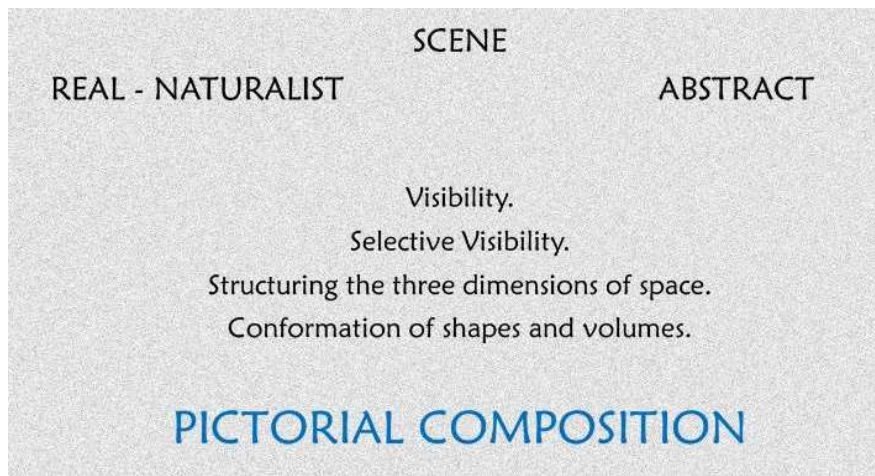 SCENE
REAL - NATURALIST ABSTRACT
Visibility.
Selective Visibility.
Structuring the three dimensions of space.
Conformation of shapes and volumes.
PICTORIAL COMPOSITION